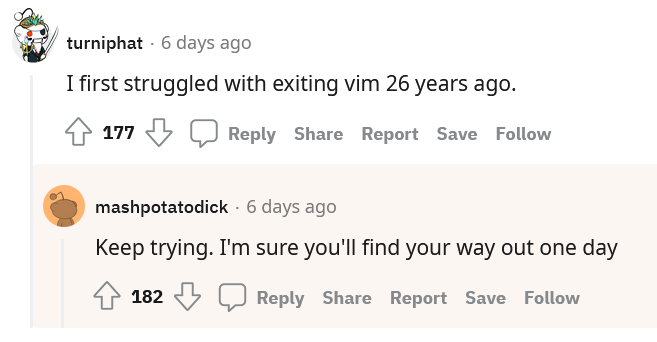 turniphat · 6 days ago
I first struggled with exiting vim 26 years ago.
177 Reply Share Report Save Follow
mashpotatodick · 6 days ago
Keep trying. I'm sure you'll find your way out one day
182 Reply Share Report Save Follow